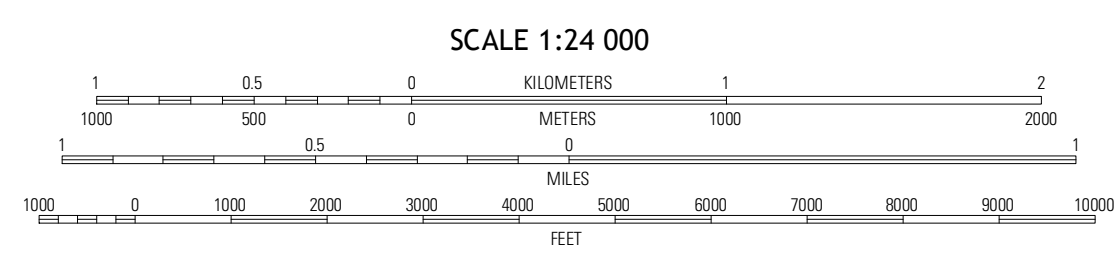 SCALE 1:24 000
1 0.5 0 KILOMETERS 1 2
1000 500 0 METERS 1000 2000
1 0.5 0 1
MILES
1000 0 1000 2000 3000 4000 5000 6000 7000 8000 9000 10000
FEET